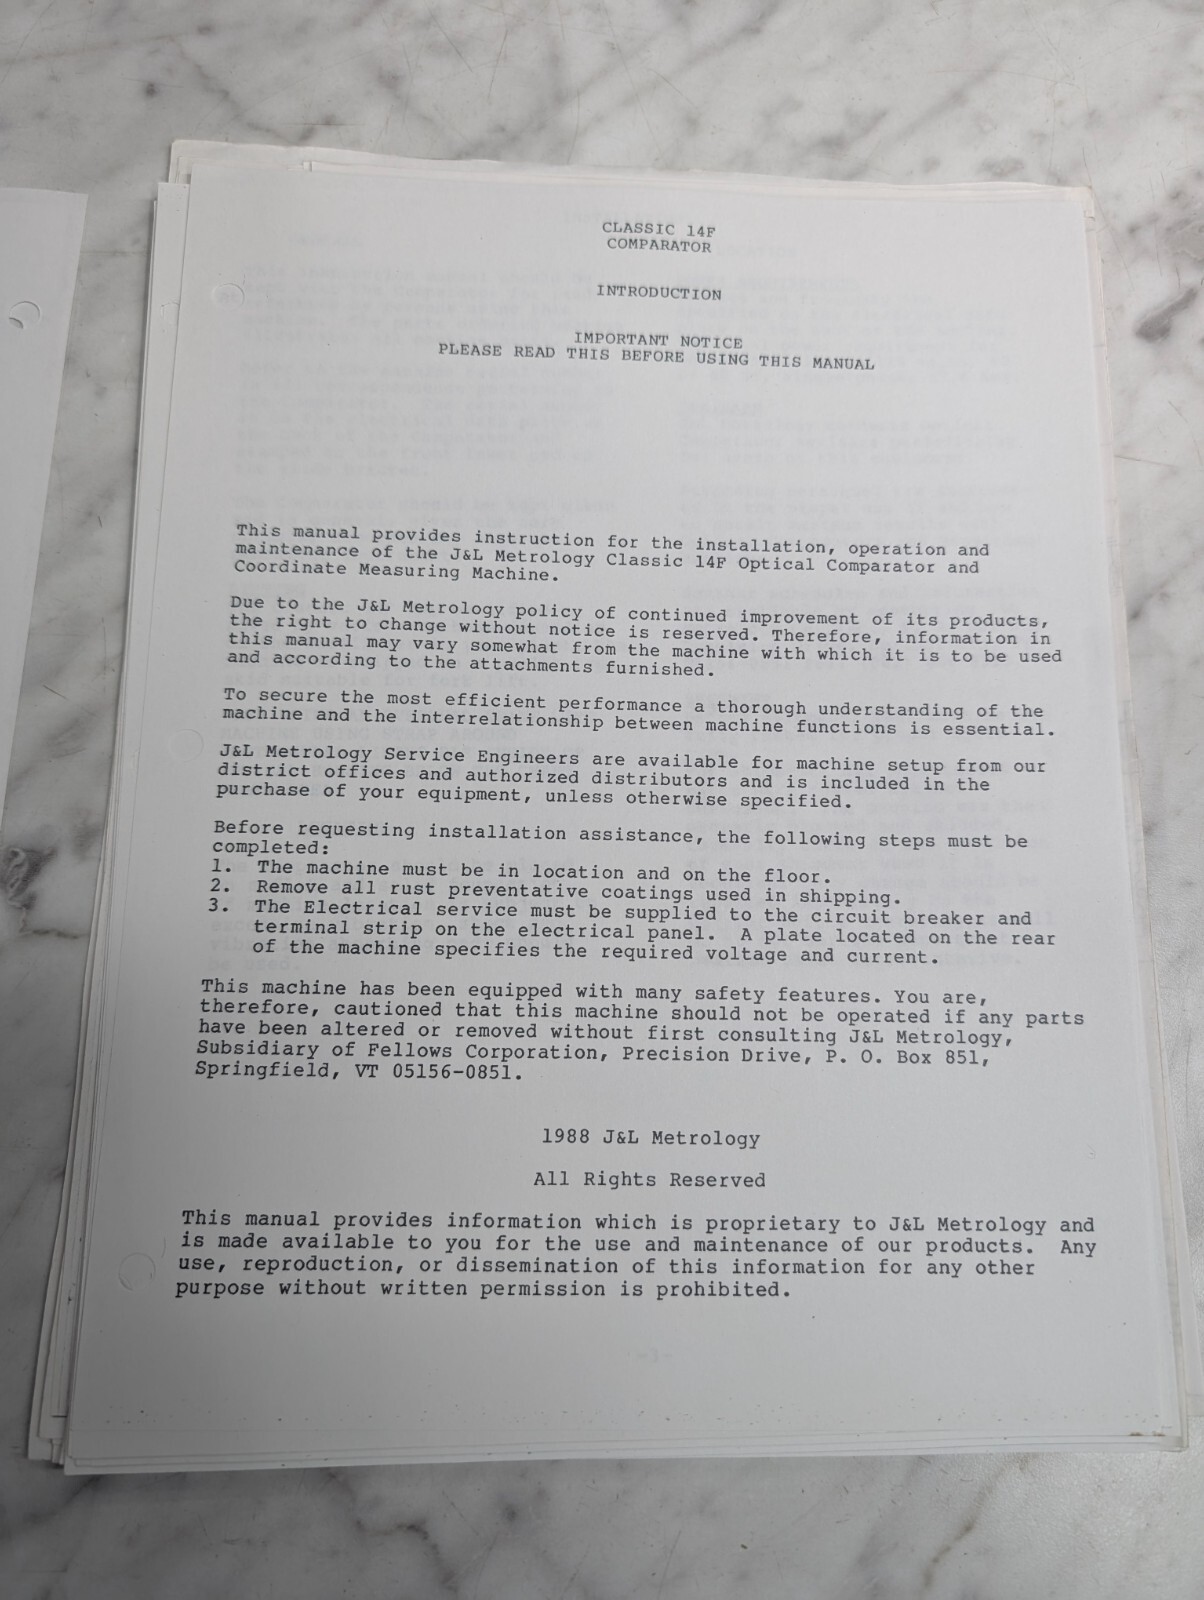 CLASSIC 14F
COMPARATOR
INTRODUCTION
IMPORTANT NOTICE
PLEASE READ THIS BEFORE USING THIS MANUAL
This manual provides instruction for the installation, operation and
maintenance of the J&L Metrology Classic 14F Optical Comparator and
Coordinate Measuring Machine.
Due to the J&L Metrology policy of continued improvement of its products,
the right to change without notice is reserved. Therefore, information in
this manual may vary somewhat from the machine with which it is to be used
and according to the attachments furnished.
To secure the most efficient performance a thorough understanding of the
machine and the interrelationship between machine functions is essential.
J&L Metrology Service Engineers are available for machine setup from our
district offices and authorized distributors and is included in the
purchase of your equipment, unless otherwise specified.
Before requesting installation assistance, the following steps must be
completed:
1. The machine must be in location and on the floor.
2. Remove all rust preventative coatings used in shipping.
3. The Electrical service must be supplied to the circuit breaker and
terminal strip on the electrical panel. A plate located on the rear
of the machine specifies the required voltage and current.
This machine has been equipped with many safety features. You are,
therefore, cautioned that this machine should not be operated if any parts
have been altered or removed without first consulting J&L Metrology,
Subsidiary of Fellows Corporation, Precision Drive, P. O. Box 851,
Springfield, VT 05156-0851.
1988 J&L Metrology
All Rights Reserved
This manual provides information which is proprietary to J&L Metrology and
is made available to you for the use and maintenance of our products. Any
use, reproduction, or dissemination of this information for any other
purpose without written permission is prohibited.